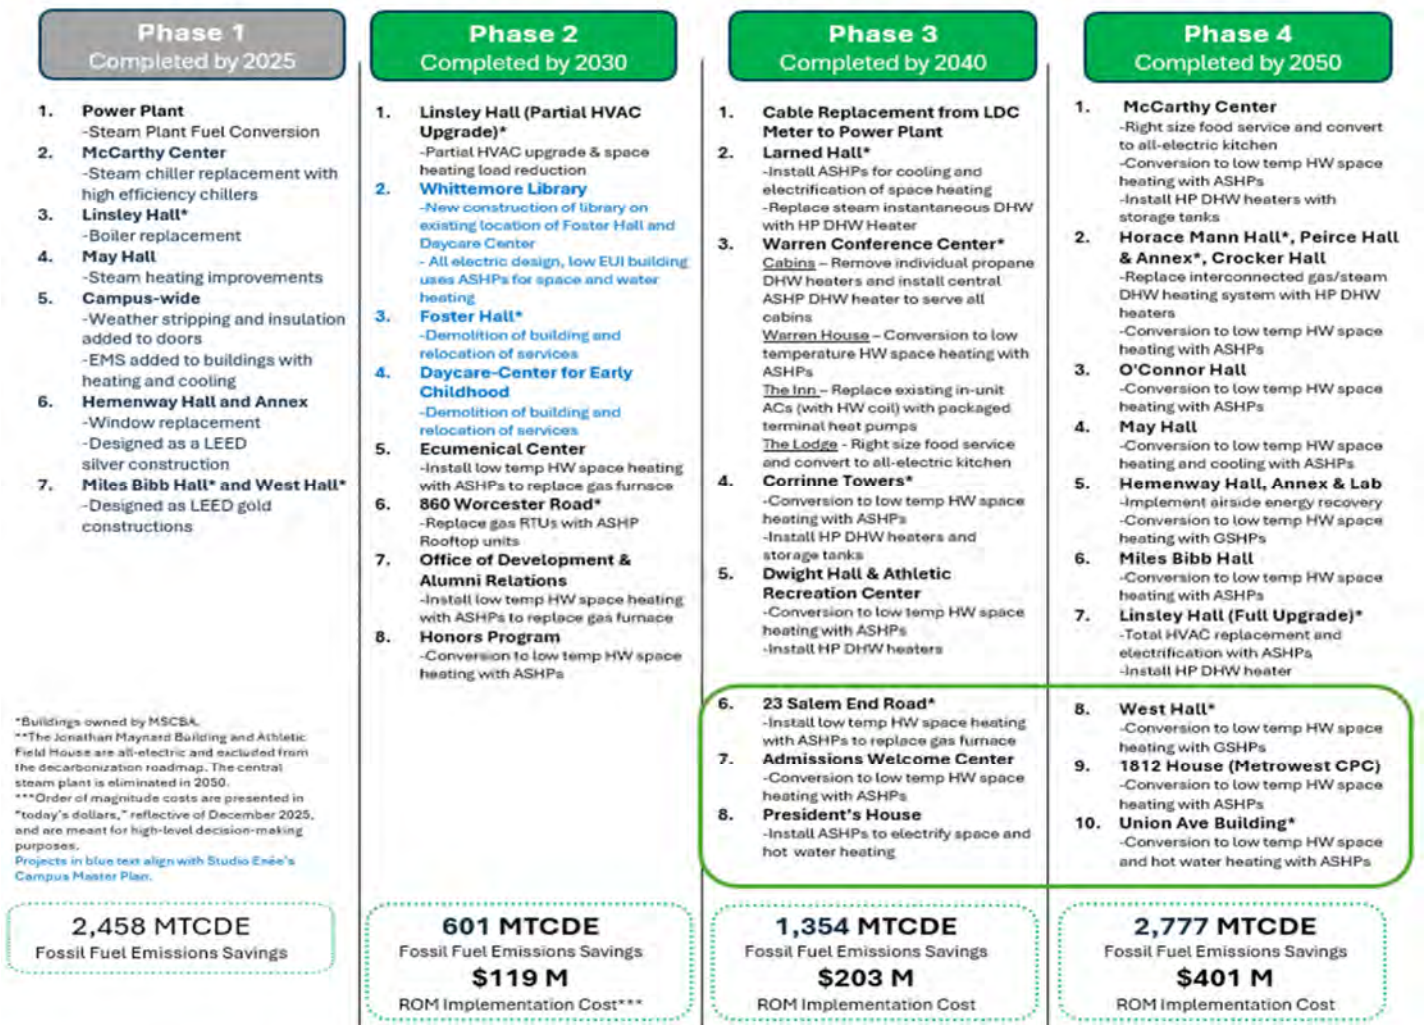 Phase 1
Completed by 2025
1. Power Plant
-Steam Plant Fuel Conversion
2. McCarthy Center
-Steam chiller replacement with
high efficiency chillers
3. Linsley Hall*
-Boiler replacement
4. May Hall
-Steam heating improvements
5. Campus-wide
-Weather stripping and insulation
added to doors
-EMS added to buildings with
heating and cooling
6. Hemenway Hall and Annex
-Window replacement
-Designed as a LEED
silver construction
7. Miles Bibb Hall* and West Hall*
-Designed as LEED gold
constructions
*Buildings owned by MSCBA.
**The Jonathan Maynard Building and Athletic
Field House are all-electric and excluded from
the decarbonization roadmap. The central
steam plant is eliminated in 2050.
***Order of magnitude costs are presented in
"today's dollars," reflective of December 2025,
and are meant for high-level decision-making
purposes.
Projects in blue text align with Studio Enée's
Campus Master Plan.
2,458 MTCDE
Fossil Fuel Emissions Savings
Phase 2
Completed by 2030
1. Linsley Hall (Partial HVAC
Upgrade)*
-Partial HVAC upgrade & space
heating load reduction
2. Whittemore Library
-New construction of library on
existing location of Foster Hall and
Daycare Center
- All electric design, low EUI building
uses ASHPs for space and water
heating
3. Foster Hall*
-Demolition of building and
relocation of services
4. Daycare-Center for Early
Childhood
-Demolition of building and
relocation of services
5. Ecumenical Center
-Install low temp HW space heating
with ASHPs to replace gas furnace
6. 860 Worcester Road*
-Replace gas RTUs with ASHP
Rooftop units
7. Office of Development &
Alumni Relations
-Install low temp HW space heating
with ASHPs to replace gas furnace
8. Honors Program
-Conversion to low temp HW space
heating with ASHPs
601 MTCDE
Fossil Fuel Emissions Savings
$119 M
ROM Implementation Cost***
Phase 3
Completed by 2040
1. Cable Replacement from LDC
Meter to Power Plant
2. Larned Hall*
-Install ASHPs for cooling and
electrification of space heating
-Replace steam instantaneous DHW
with HP DHW Heater
3. Warren Conference Center*
Cabins – Remove individual propane
DHW heaters and install central
ASHP DHW heater to serve all
cabins
Warren House – Conversion to low
temperature HW space heating with
ASHPs
The Inn – Replace existing in-unit
ACs (with HW coil) with packaged
terminal heat pumps
The Lodge - Right size food service
and convert to all-electric kitchen
4. Corrinne Towers*
-Conversion to low temp HW space
heating with ASHPs
-Install HP DHW heaters and
storage tanks
5. Dwight Hall & Athletic
Recreation Center
-Conversion to low temp HW space
heating with ASHPs
-Install HP DHW heaters
6. 23 Salem End Road*
-Install low temp HW space heating
with ASHPs to replace gas furnace
7. Admissions Welcome Center
-Conversion to low temp HW space
heating with ASHPs
8. President's House
-Install ASHPs to electrify space and
hot water heating
1,354 MTCDE
Fossil Fuel Emissions Savings
$203 M
ROM Implementation Cost
Phase 4
Completed by 2050
1. McCarthy Center
-Right size food service and convert
to all-electric kitchen
-Conversion to low temp HW space
heating with ASHPs
-Install HP DHW heaters with
storage tanks
2. Horace Mann Hall*, Peirce Hall
& Annex*, Crocker Hall
-Replace interconnected gas/steam
DHW heating system with HP DHW
heaters
-Conversion to low temp HW space
heating with ASHPs
3. O'Connor Hall
-Conversion to low temp HW space
heating with ASHPs
4. May Hall
-Conversion to low temp HW space
heating and cooling with ASHPs
5. Hemenway Hall, Annex & Lab
-Implement airside energy recovery
-Conversion to low temp HW space
heating with GSHPs
6. Miles Bibb Hall
-Conversion to low temp HW space
heating with ASHPs
7. Linsley Hall (Full Upgrade)*
-Total HVAC replacement and
electrification with ASHPs
-Install HP DHW heater
8. West Hall*
-Conversion to low temp HW space
heating with GSHPs
9. 1812 House (Metrowest CPC)
-Conversion to low temp HW space
heating with ASHPs
10. Union Ave Building*
-Conversion to low temp HW space
and hot water heating with ASHPs
2,777 MTCDE
Fossil Fuel Emissions Savings
$401 M
ROM Implementation Cost